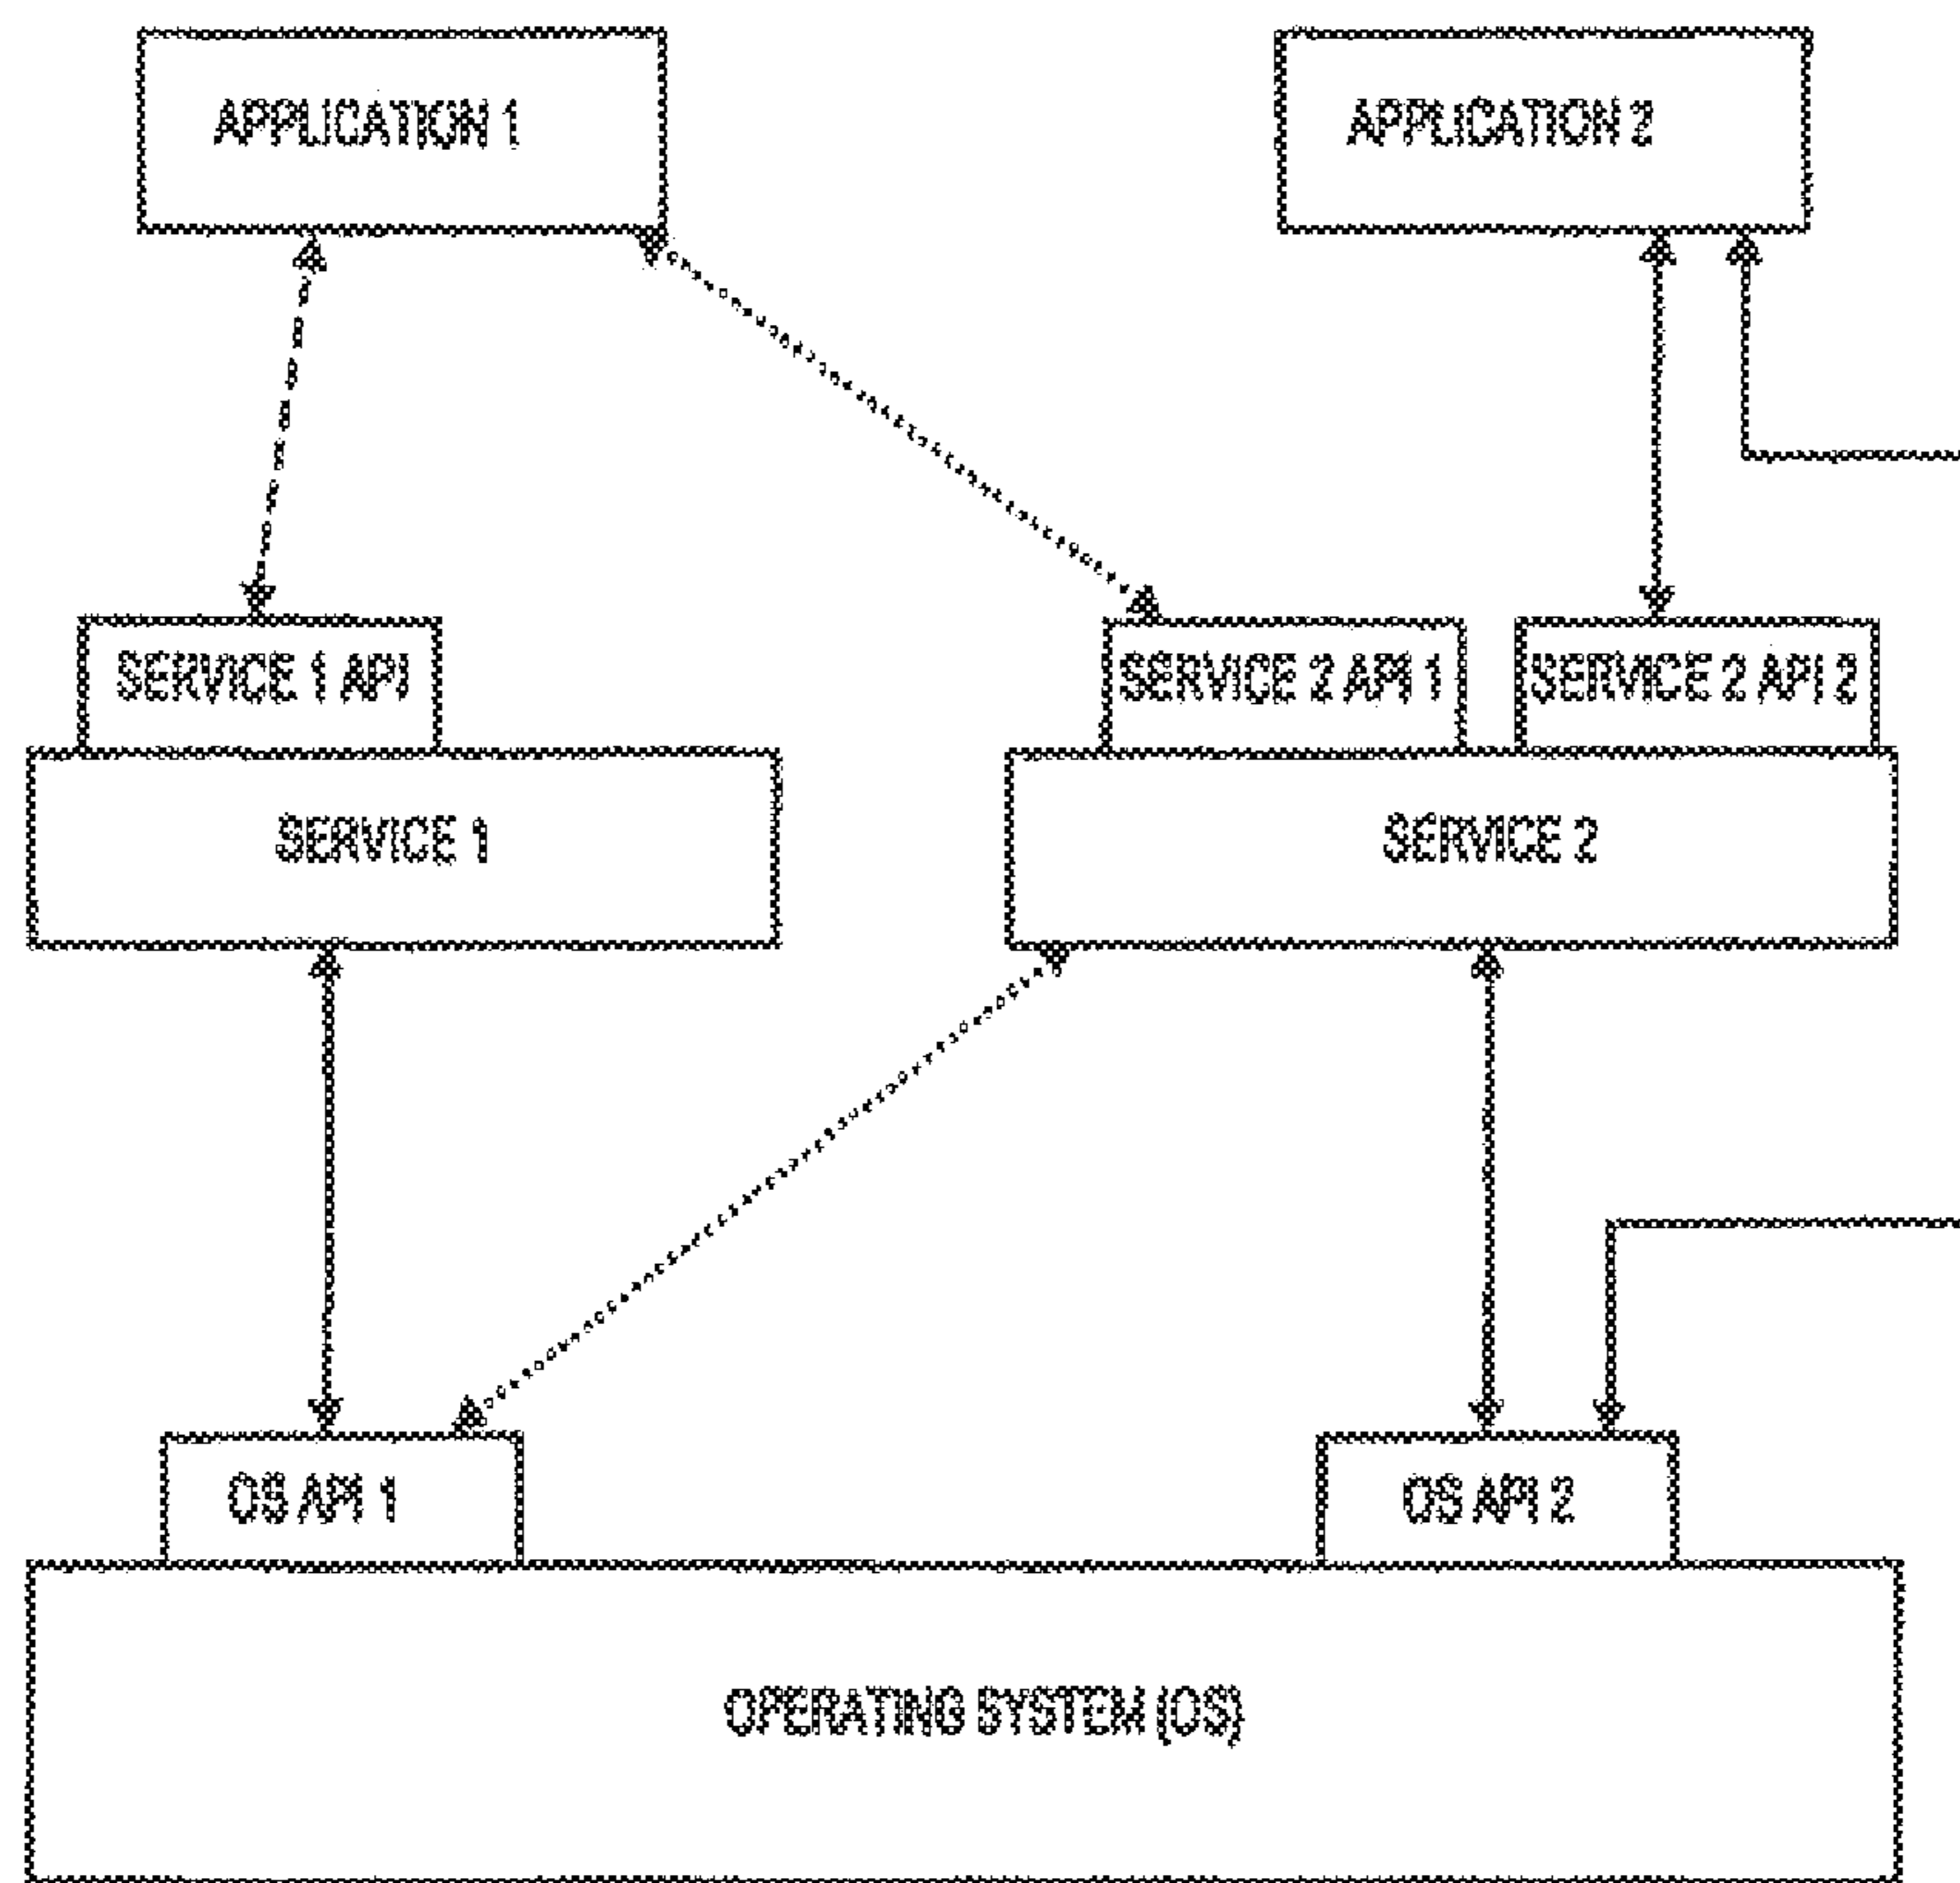 APPLICATION 1
APPLICATION 2
SERVICE 1 API
SERVICE 2 API 1
SERVICE 2 API 2
SERVICE 1
SERVICE 2
OS API 1
OS API 2
OPERATING SYSTEM (OS)